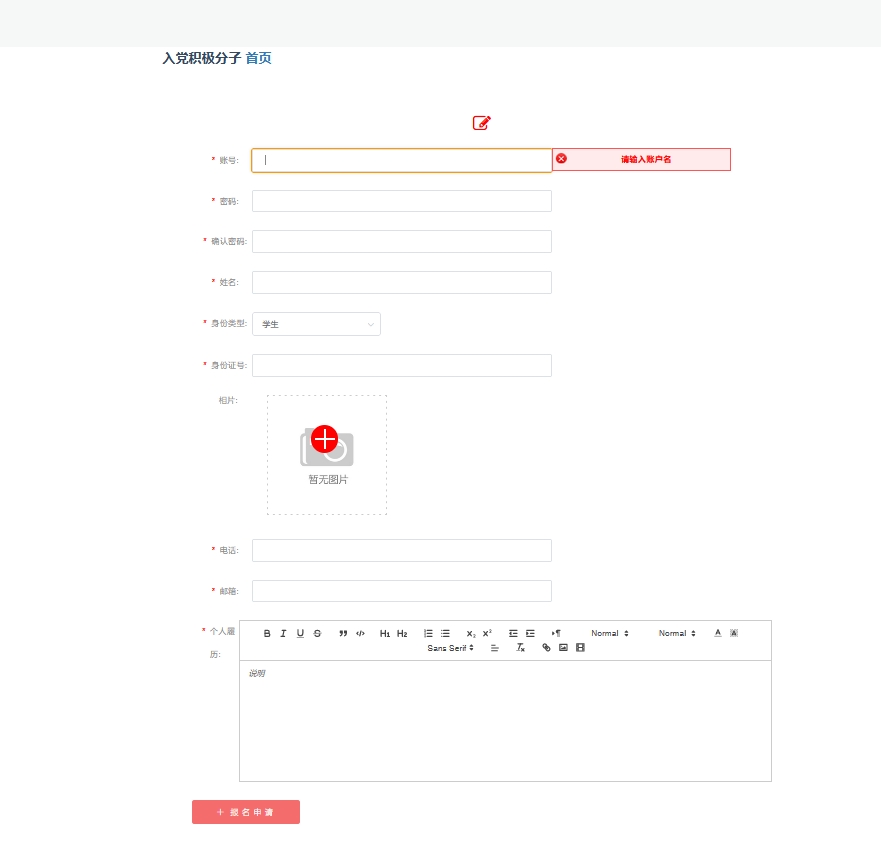 入党积极分子 首页
* 账号:
请输入账户名
* 密码:
* 确认密码:
* 姓名:
* 身份类型: 学生
* 身份证号:
相片:
暂无图片
* 电话:
* 邮箱:
* 个人履
历:
B I U S ” </> H1 H2 X₂ X² ¶ Normal Normal A A
Sans Serif Tx
说明
+ 报名申请